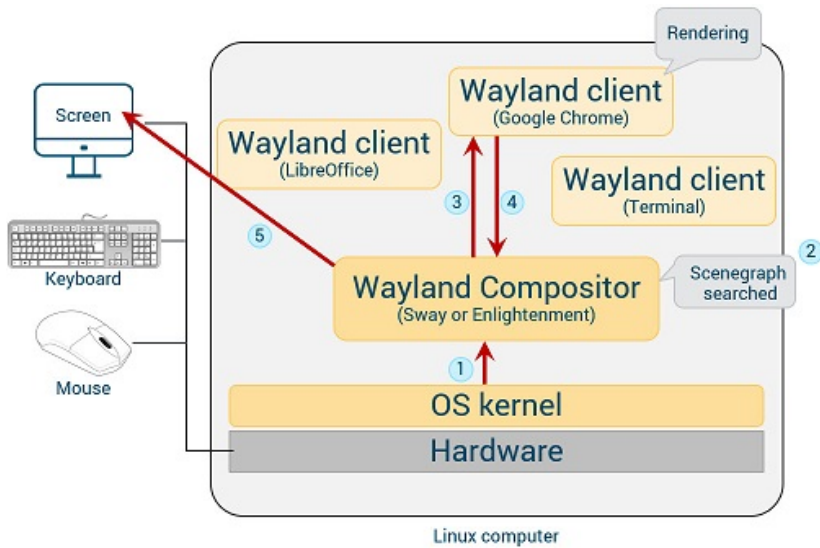 Rendering
Wayland client
(Google Chrome)
Screen
Wayland client
(LibreOffice)
Wayland client
(Terminal)
3
4
5
2
Keyboard
Scenegraph
searched
Wayland Compositor
(Sway or Enlightenment)
1
Mouse
OS kernel
Hardware
Linux computer